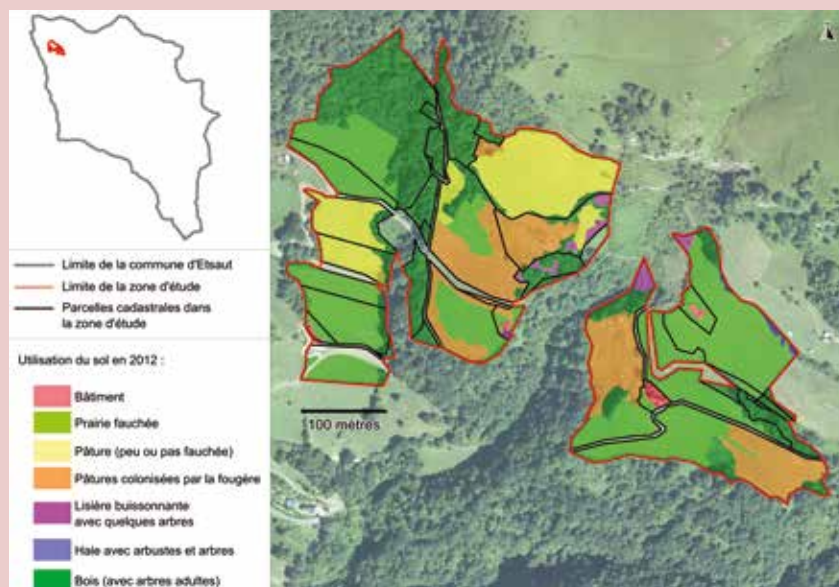 Limite de la commune d'Etsaut
Limite de la zone d'étude
Parcelles cadastrales dans
la zone d'étude
Utilisation du sol en 2012 :
Bâtiment
Prairie fauchée
Pâture (peu ou pas fauchée)
Pâtures colonisées par la fougère
Lisière buissonnante
avec quelques arbres
Haie avec arbustes et arbres
Bois (avec arbres adultes)
100 mètres